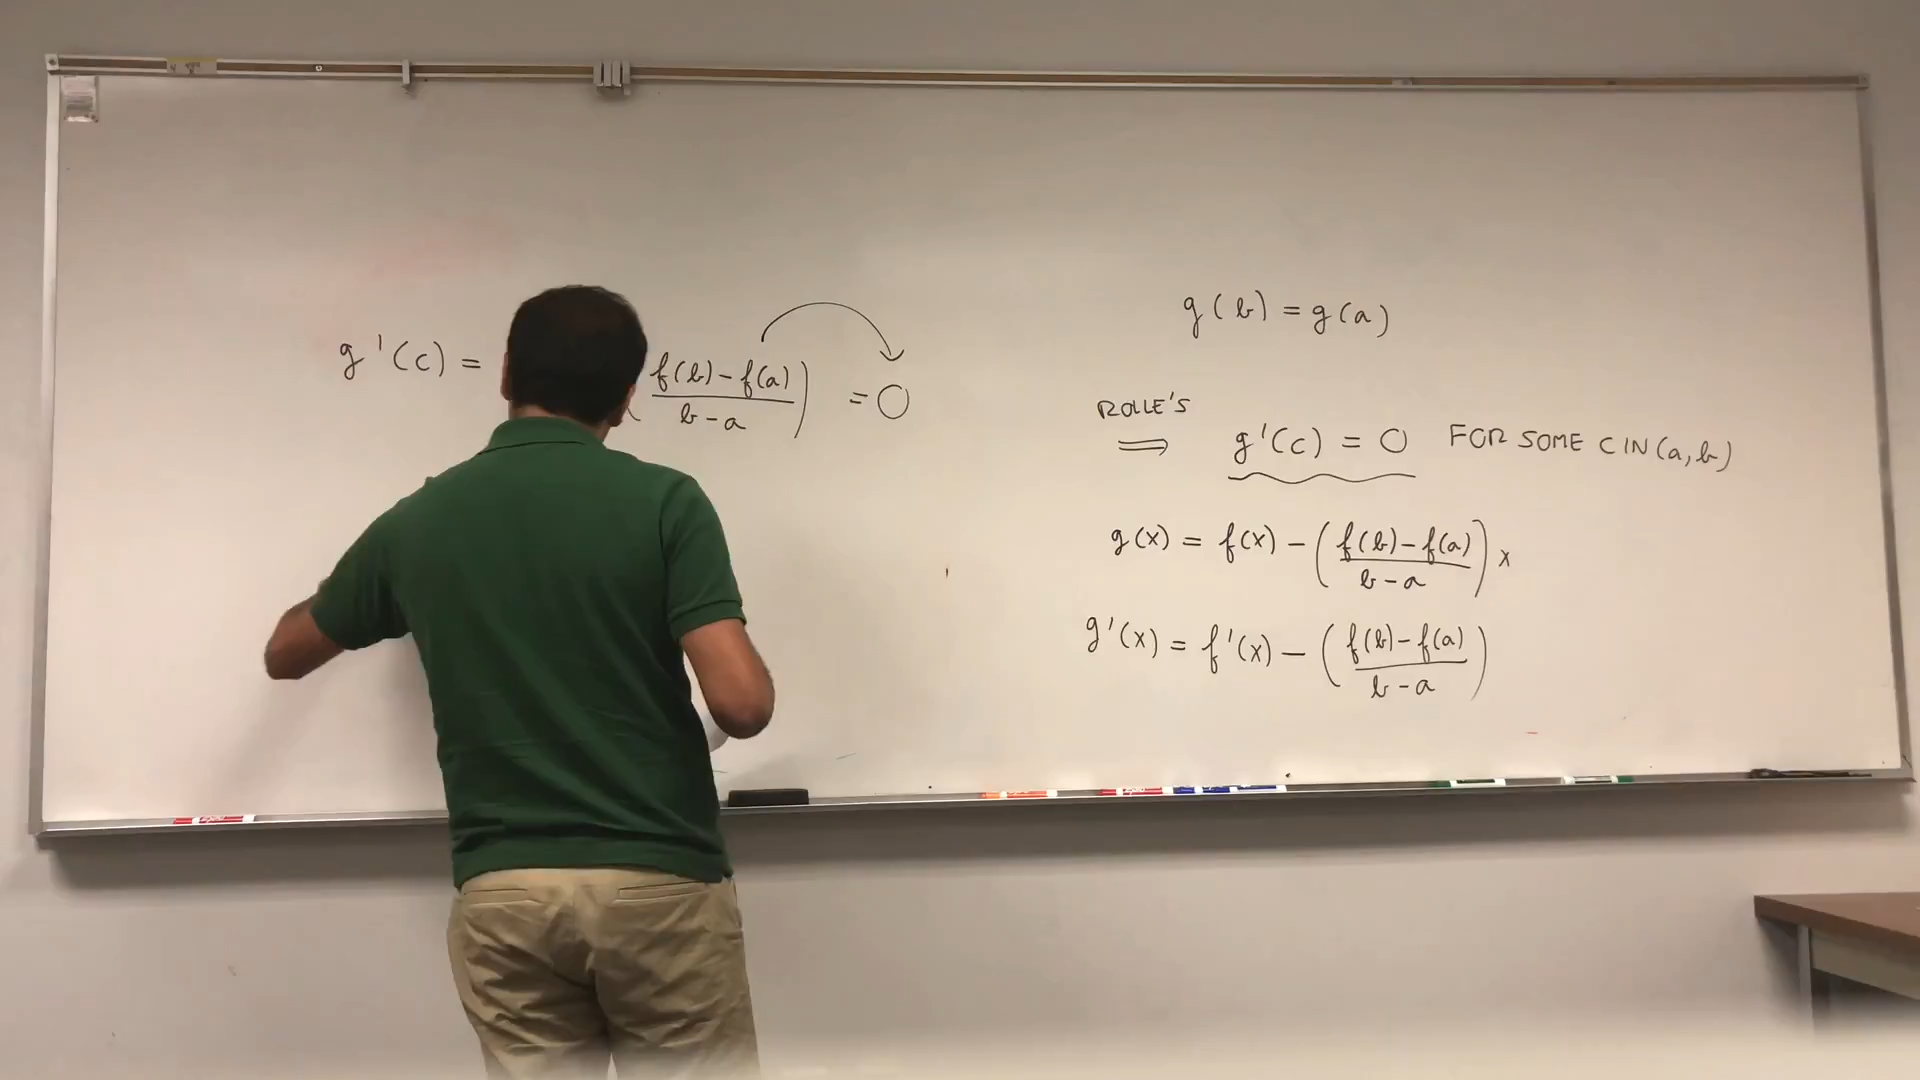 g'(c) = (f(b)-f(a))/(b-a)) = 0
g(b) = g(a)
ROLLE'S
⟹ g'(c) = 0 FOR SOME C IN (a,b)
g(x) = f(x) - ((f(b)-f(a))/(b-a)) x
g'(x) = f'(x) - ((f(b)-f(a))/(b-a))